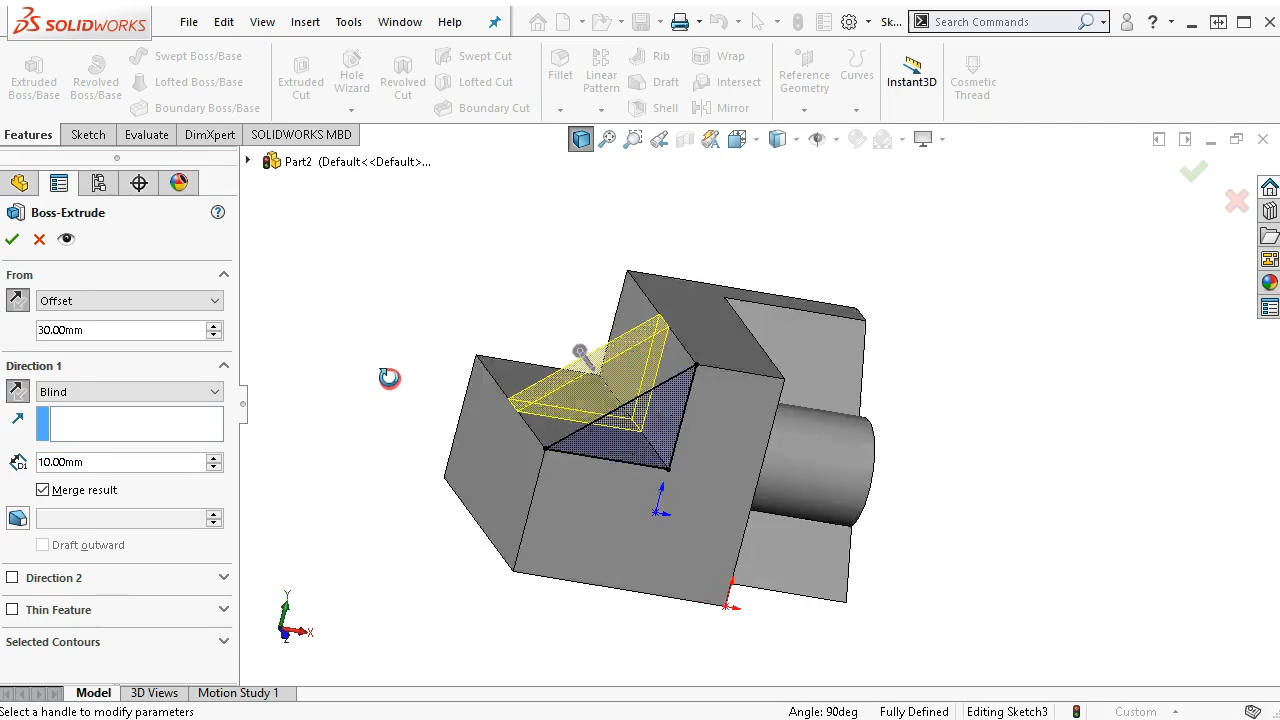 SOLIDWORKS File Edit View Insert Tools Window Help Sk... Search Commands ?
Extruded Boss/Base
Revolved Boss/Base
Swept Boss/Base
Lofted Boss/Base
Boundary Boss/Base
Extruded Cut
Hole Wizard
Revolved Cut
Swept Cut
Lofted Cut
Boundary Cut
Fillet
Linear Pattern
Rib
Draft
Shell
Wrap
Intersect
Mirror
Reference Geometry
Curves
Instant3D
Cosmetic Thread
Features Sketch Evaluate DimXpert SOLIDWORKS MBD
Part2 (Default<<Default>...
Boss-Extrude ?
From
Offset
30.00mm
Direction 1
Blind
D1
10.00mm
Merge result
Draft outward
Direction 2
Thin Feature
Selected Contours
Y
X
Z
Model 3D Views Motion Study 1
Select a handle to modify parameters Angle: 90deg Fully Defined Editing Sketch3 Custom